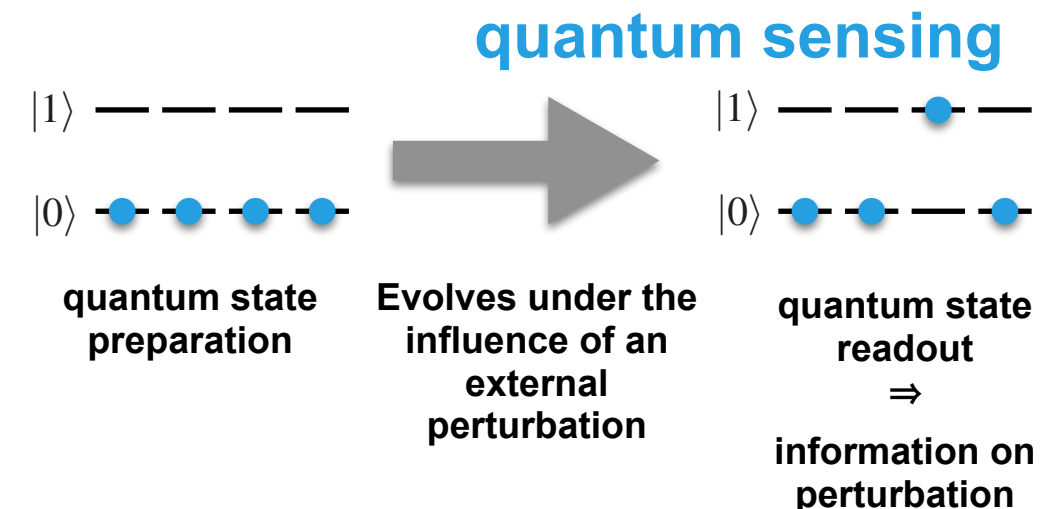 quantum sensing
|1⟩
|0⟩
quantum state
preparation
Evolves under the
influence of an
external
perturbation
|1⟩
|0⟩
quantum state
readout
⇒
information on
perturbation